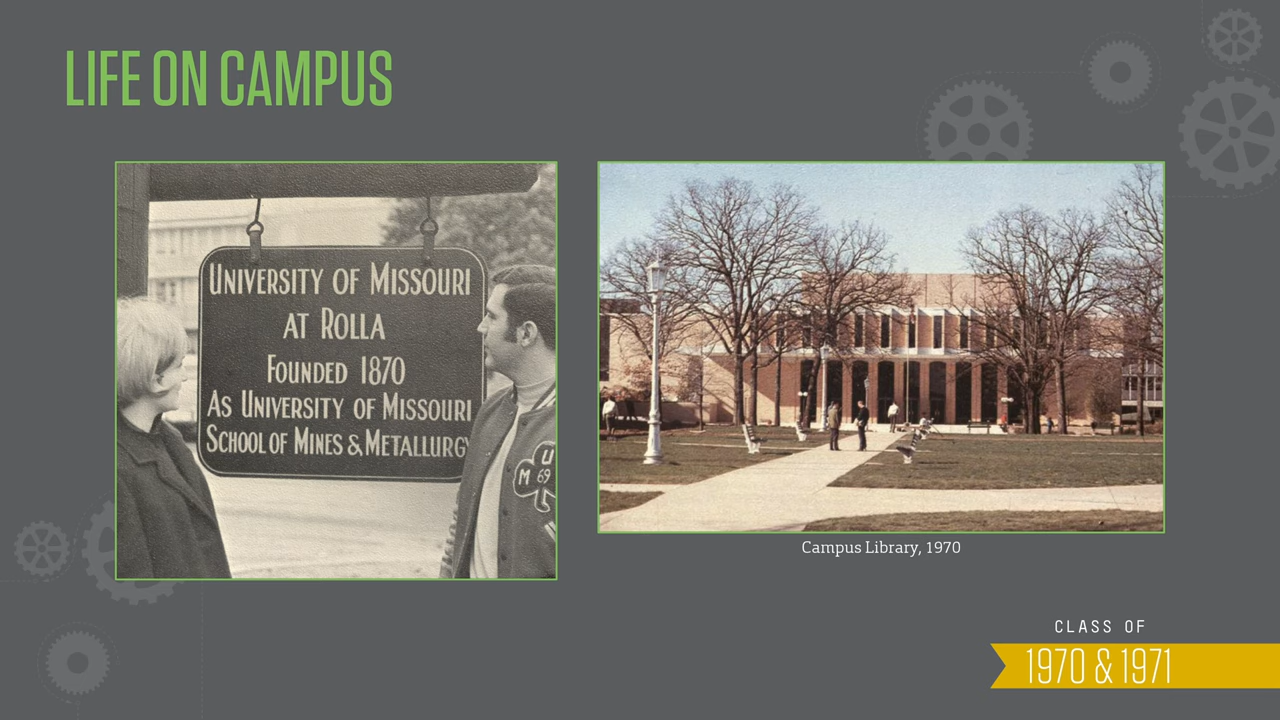 LIFE ON CAMPUS
UNIVERSITY OF MISSOURI
AT ROLLA
FOUNDED 1870
AS UNIVERSITY OF MISSOURI
SCHOOL OF MINES & METALLURGY
U
M 69
Campus Library, 1970
CLASS OF
1970 & 1971